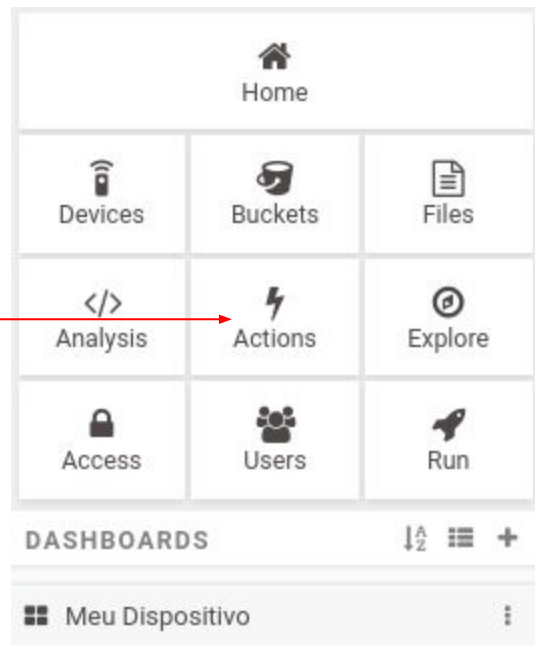 Home
Devices Buckets Files
Analysis Actions Explore
Access Users Run
DASHBOARDS
Meu Dispositivo